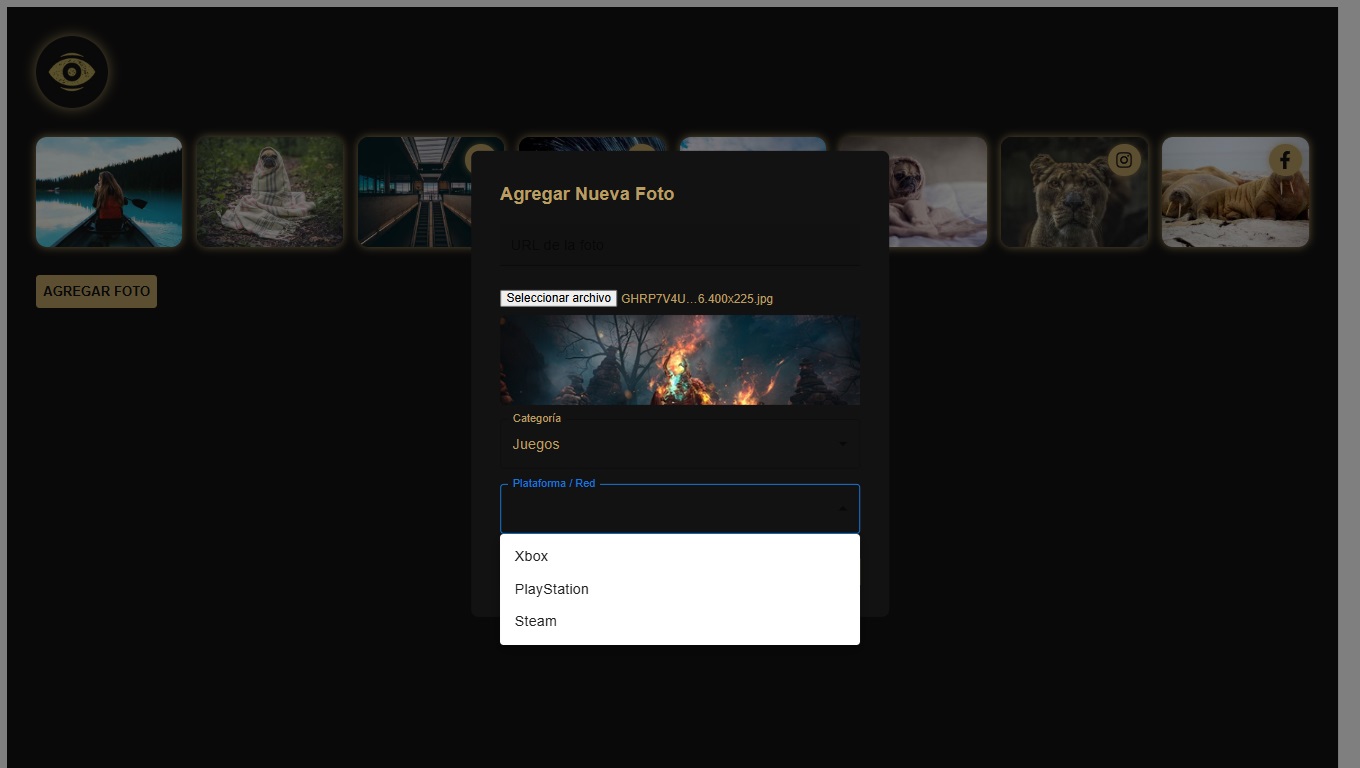 Agregar Nueva Foto
URL de la foto
AGREGAR FOTO
Seleccionar archivo GHRP7V4U...6.400x225.jpg
Categoría
Juegos
Plataforma / Red
Xbox
PlayStation
Steam